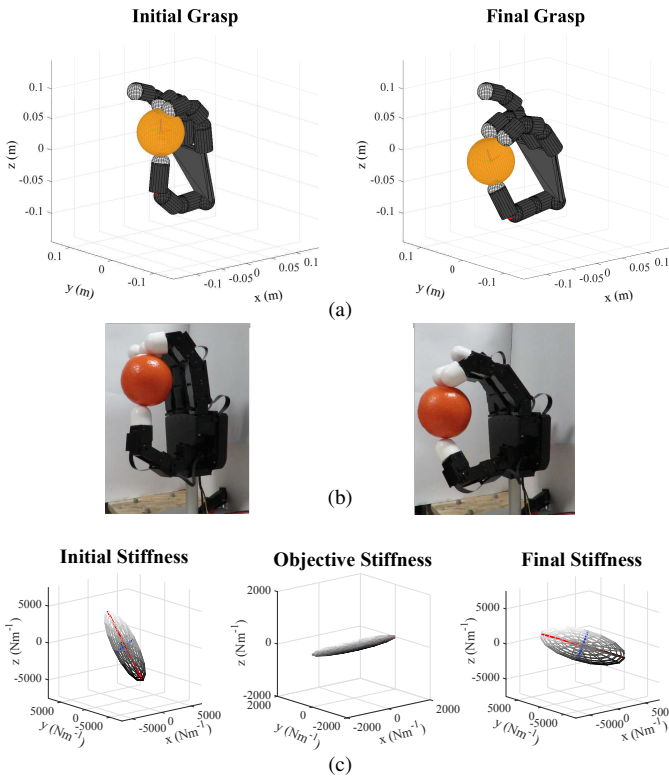 Initial Grasp
Final Grasp
0.1
0.05
0
-0.05
-0.1
z (m)
0.1
0
-0.1
y (m)
-0.1
-0.05
0
0.05
0.1
x (m)
0.1
0.05
0
-0.05
-0.1
z (m)
0.1
0
-0.1
y (m)
-0.1
-0.05
0
0.05
0.1
x (m)
(a)
(b)
Initial Stiffness
Objective Stiffness
Final Stiffness
5000
0
-5000
z (Nm⁻¹)
5000
0
-5000
y (Nm⁻¹)
-5000
0
5000
x (Nm⁻¹)
2000
0
-2000
z (Nm⁻¹)
2000
0
-2000
y (Nm⁻¹)
-2000
0
2000
x (Nm⁻¹)
5000
0
-5000
z (Nm⁻¹)
5000
0
-5000
y (Nm⁻¹)
-5000
0
5000
x (Nm⁻¹)
(c)